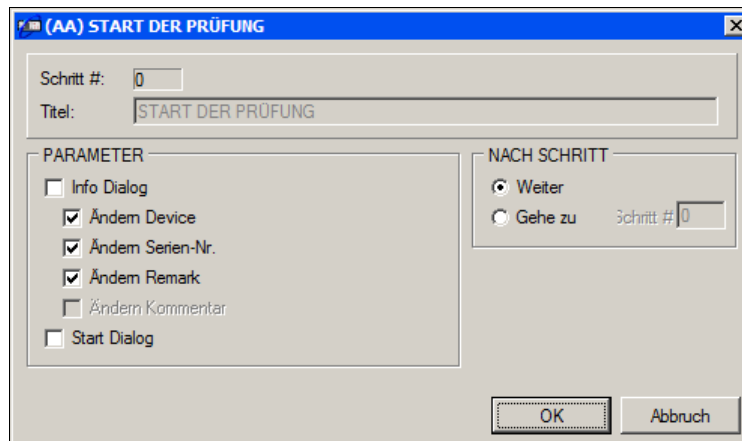 (AA) START DER PRÜFUNG
Schritt #: 0
Titel: START DER PRÜFUNG
PARAMETER
Info Dialog
Ändern Device
Ändern Serien-Nr.
Ändern Remark
Ändern Kommentar
Start Dialog
NACH SCHRITT
Weiter
Gehe zu Schritt # 0
OK Abbruch